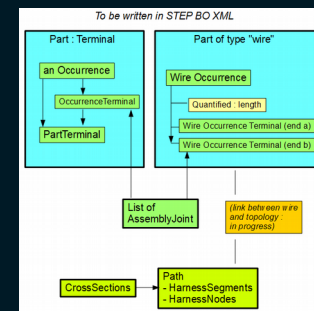 To be written in STEP BO XML
Part : Terminal
an Occurrence
OccurrenceTerminal
PartTerminal
Part of type "wire"
Wire Occurrence
Quantified : length
Wire Occurrence Terminal (end a)
Wire Occurrence Terminal (end b)
List of
AssemblyJoint
(link between wire
and topology :
in progress)
CrossSections
Path
- HarnessSegments
- HarnessNodes